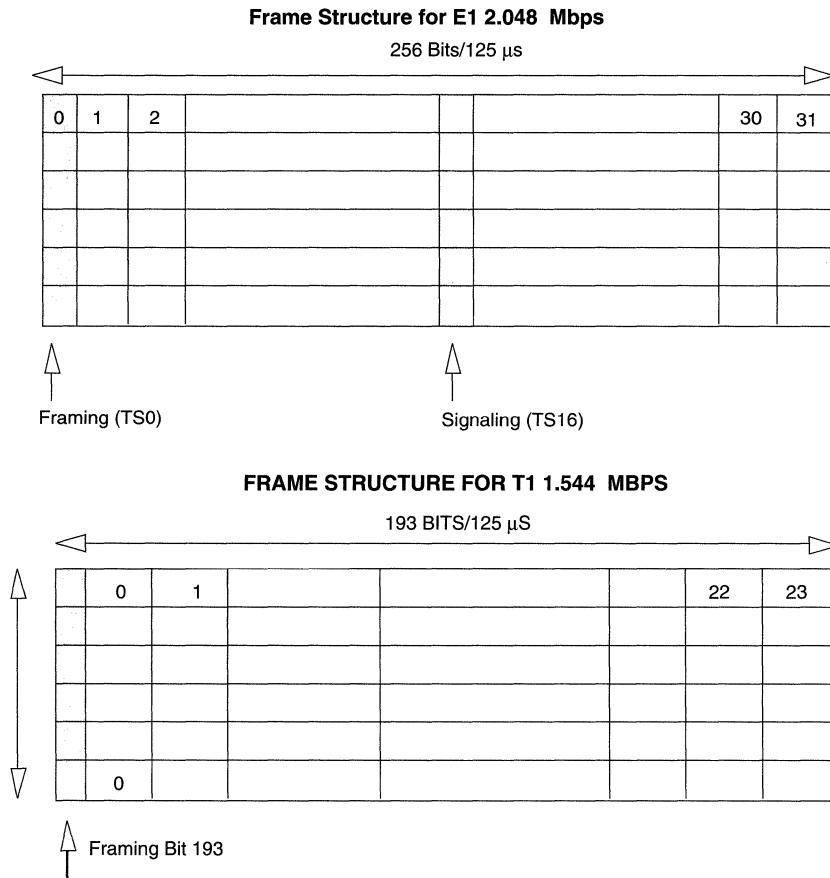 Frame Structure for E1 2.048 Mbps
256 Bits/125 μs
0 1 2 30 31
Framing (TS0) Signaling (TS16)
FRAME STRUCTURE FOR T1 1.544 MBPS
193 BITS/125 μS
0 1 22 23
0
Framing Bit 193